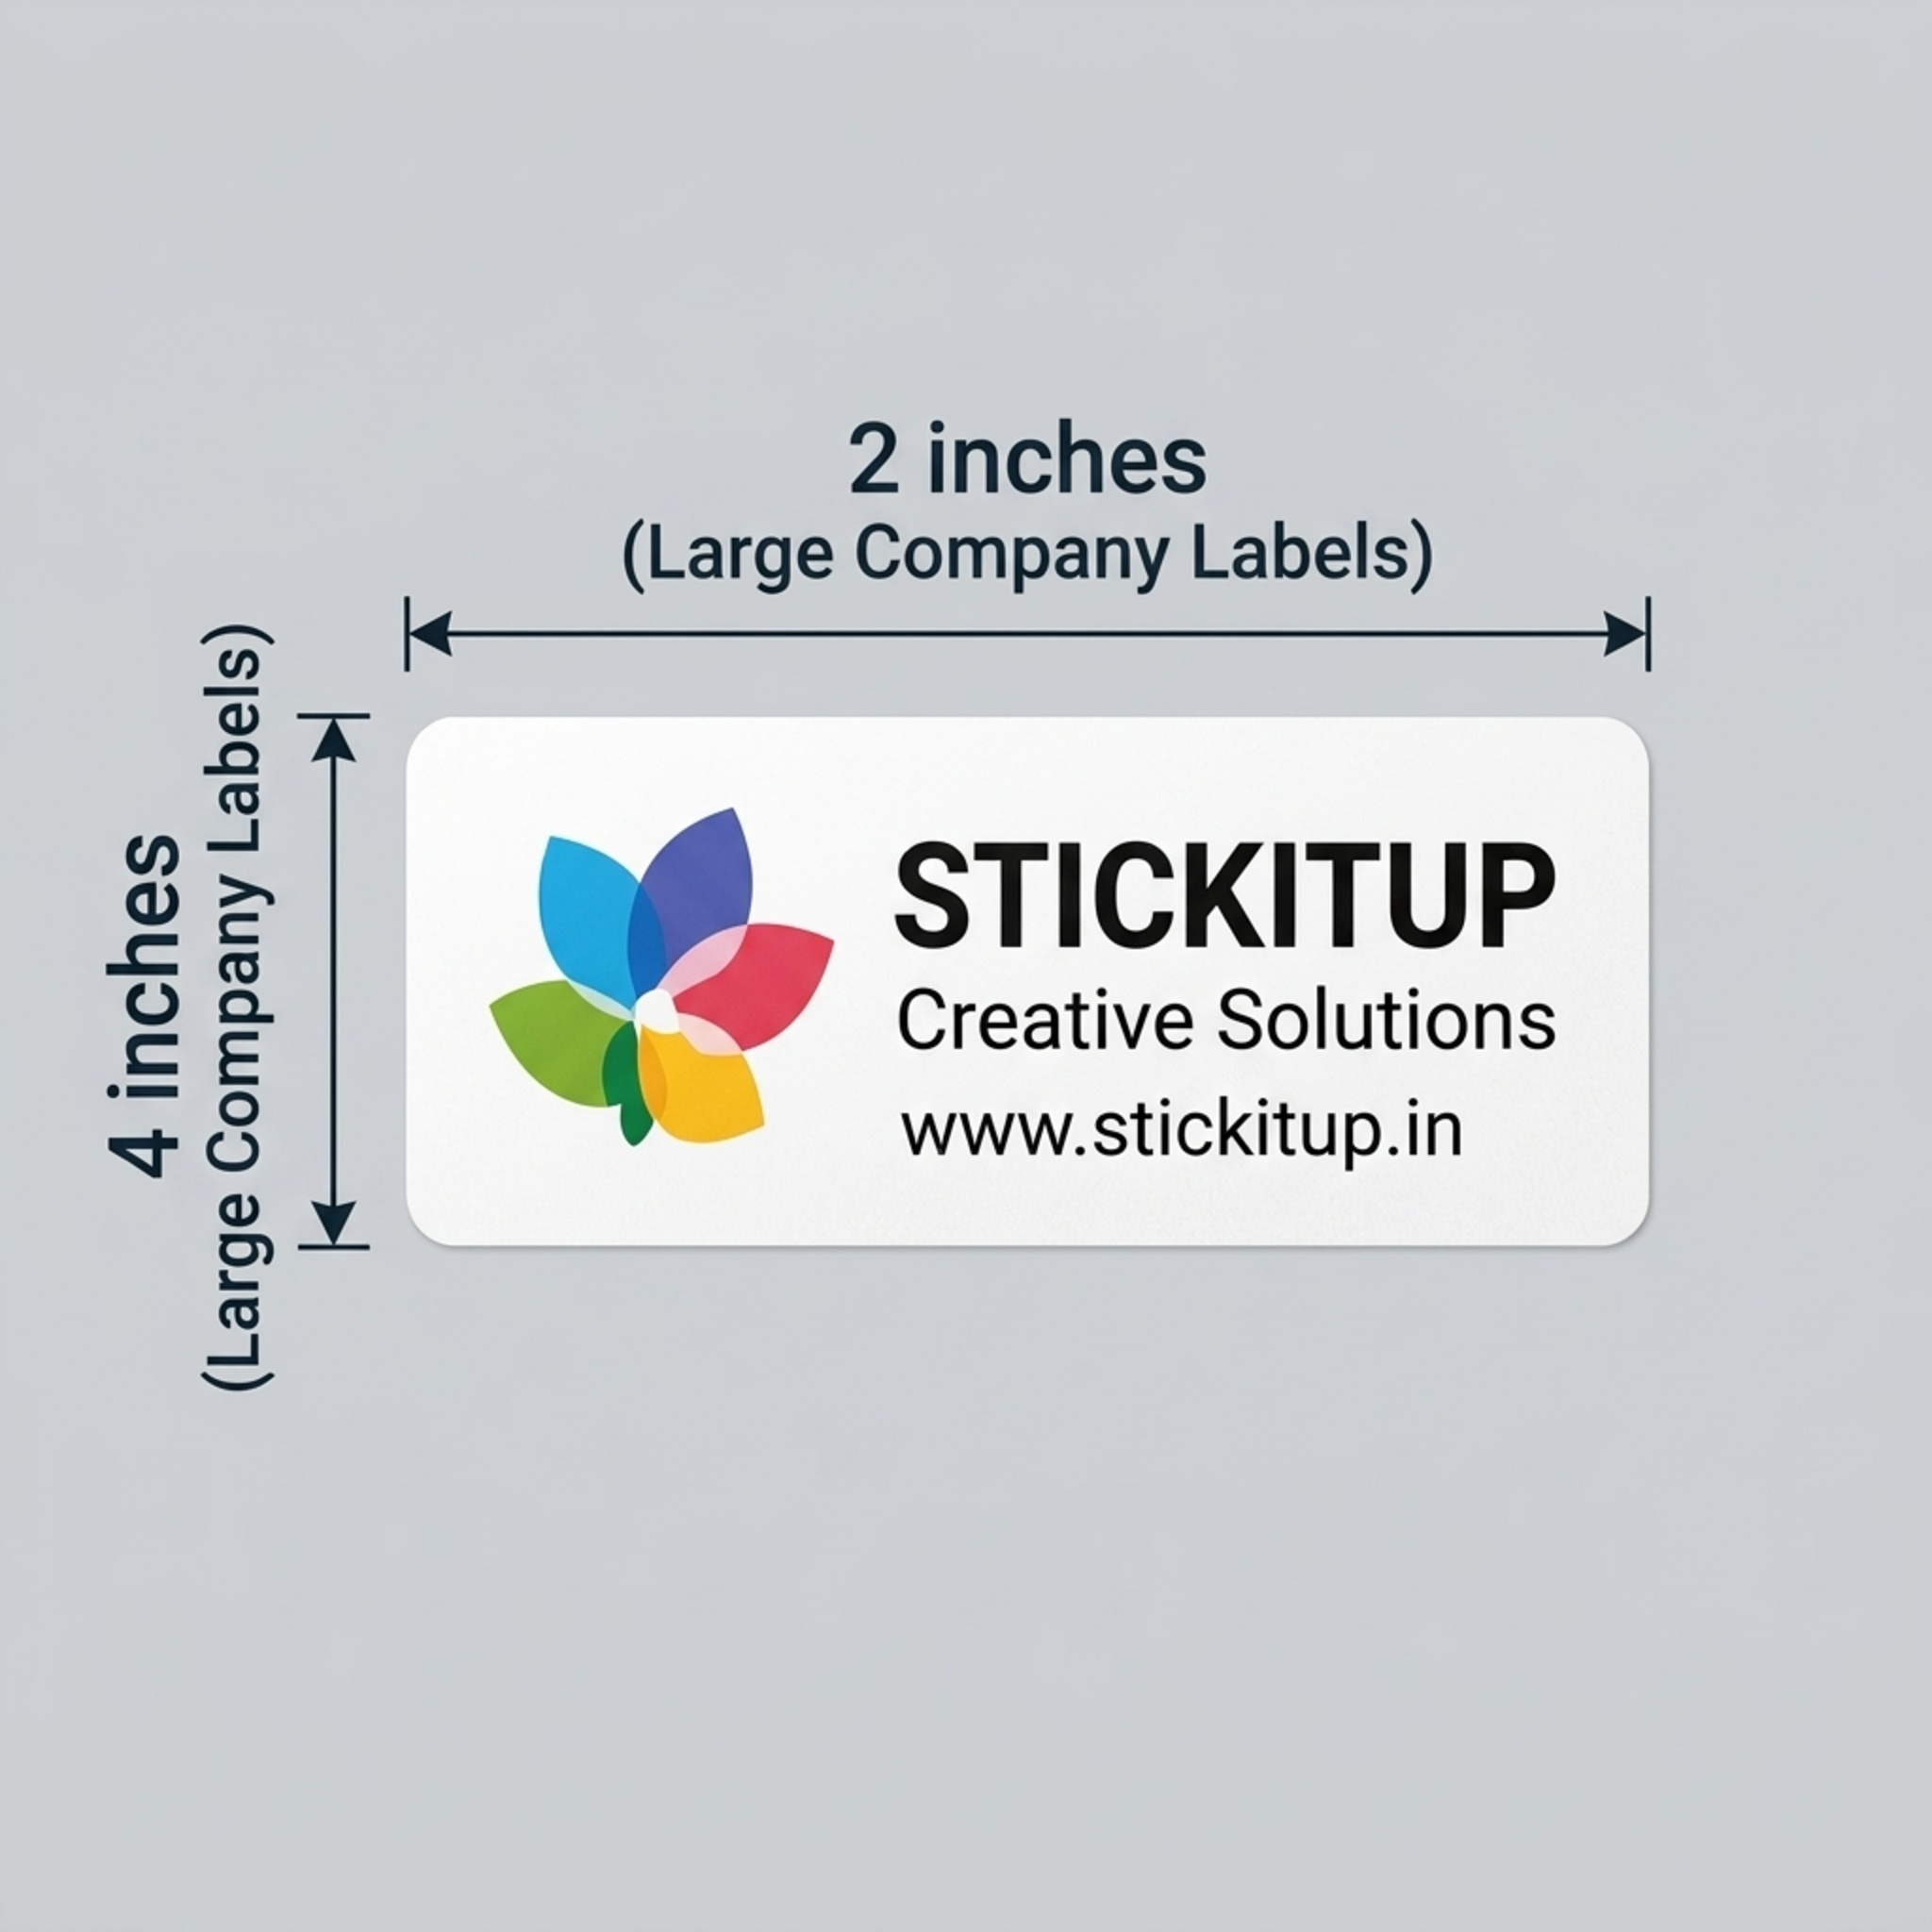 2 inches
(Large Company Labels)
4 inches
(Large Company Labels)
STICKITUP
Creative Solutions
www.stickitup.in